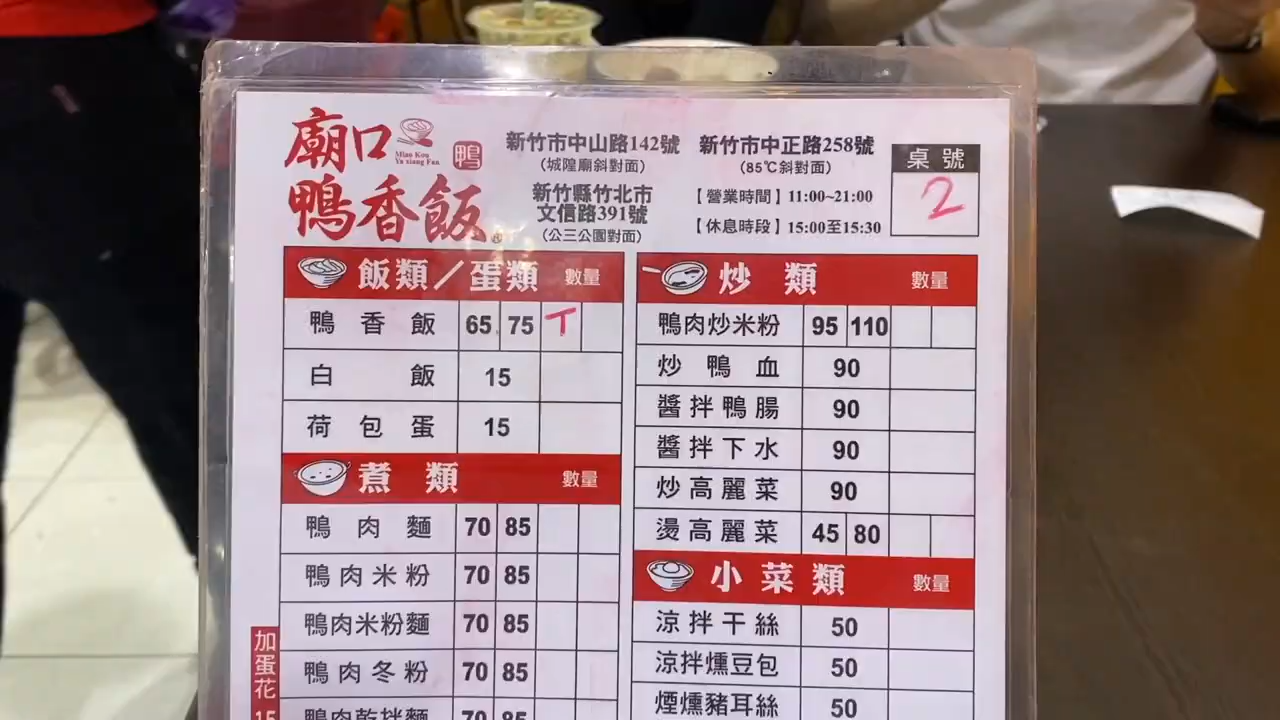 廟口
Miao Kou
Ya xiang Fan
鴨
鴨香飯
新竹市中山路142號
(城隍廟斜對面)
新竹縣竹北市
文信路391號
(公三公園對面)
新竹市中正路258號
(85℃斜對面)
【營業時間】11:00~21:00
【休息時段】15:00至15:30
桌號
2
飯類／蛋類 數量
鴨香飯 65 75
白飯 15
荷包蛋 15
煮類 數量
鴨肉麵 70 85
鴨肉米粉 70 85
鴨肉米粉麵 70 85
鴨肉冬粉 70 85
鴨肉乾拌麵 70 85
加蛋花15
炒類 數量
鴨肉炒米粉 95 110
炒鴨血 90
醬拌鴨腸 90
醬拌下水 90
炒高麗菜 90
燙高麗菜 45 80
小菜類 數量
涼拌干絲 50
涼拌燻豆包 50
煙燻豬耳絲 50